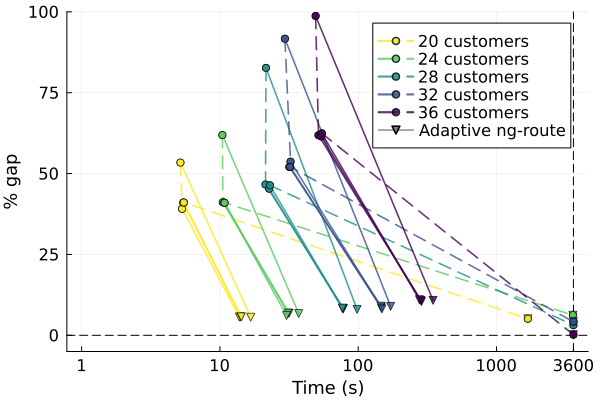 100
75
50
25
0
% gap
20 customers
24 customers
28 customers
32 customers
36 customers
Adaptive ng-route
1 10 100 1000 3600
Time (s)